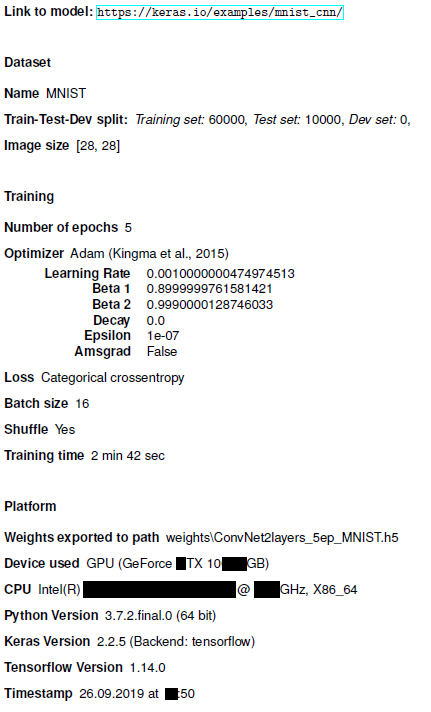 Link to model: https://keras.io/examples/mnist_cnn/
Dataset
Name MNIST
Train-Test-Dev split: Training set: 60000, Test set: 10000, Dev set: 0,
Image size [28, 28]
Training
Number of epochs 5
Optimizer Adam (Kingma et al., 2015)
Learning Rate 0.0010000000474974513
Beta 1 0.8999999761581421
Beta 2 0.9990000128746033
Decay 0.0
Epsilon 1e-07
Amsgrad False
Loss Categorical crossentropy
Batch size 16
Shuffle Yes
Training time 2 min 42 sec
Platform
Weights exported to path weights\ConvNet2layers_5ep_MNIST.h5
Device used GPU (GeForce TX 10 GB)
CPU Intel(R) @ GHz, X86_64
Python Version 3.7.2.final.0 (64 bit)
Keras Version 2.2.5 (Backend: tensorflow)
Tensorflow Version 1.14.0
Timestamp 26.09.2019 at :50